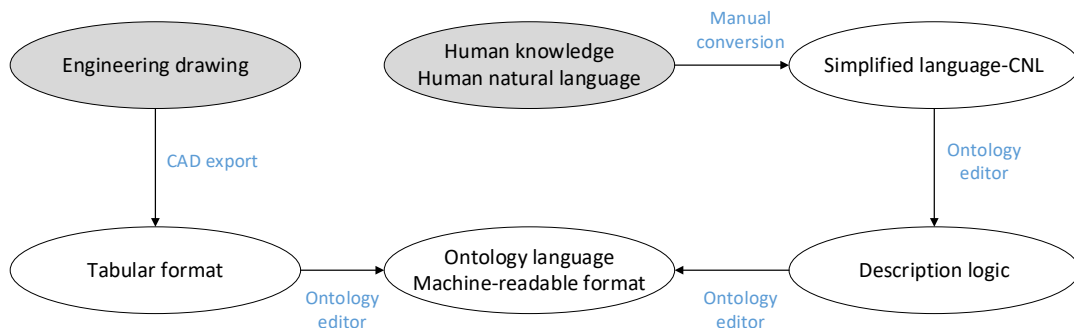 Engineering drawing
Human knowledge
Human natural language
Manual
conversion
Simplified language-CNL
CAD export
Ontology
editor
Tabular format
Ontology
editor
Ontology language
Machine-readable format
Ontology
editor
Description logic